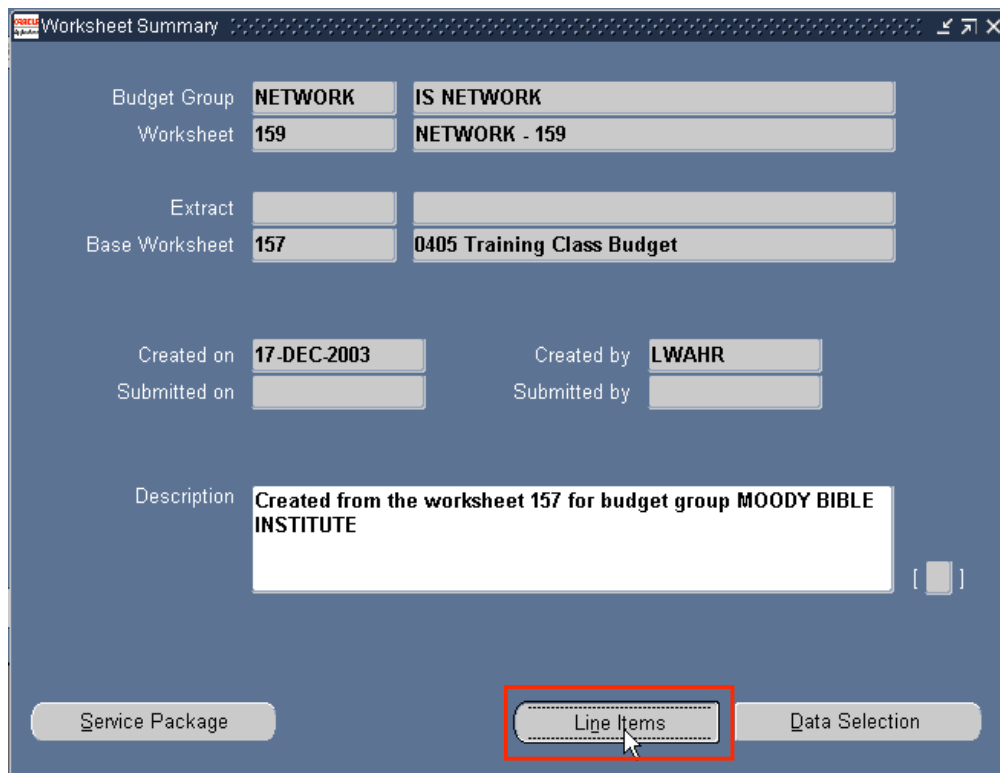 ORACLE
Worksheet Summary
Budget Group NETWORK IS NETWORK
Worksheet 159 NETWORK - 159
Extract
Base Worksheet 157 0405 Training Class Budget
Created on 17-DEC-2003 Created by LWAHR
Submitted on Submitted by
Description Created from the worksheet 157 for budget group MOODY BIBLE
INSTITUTE
[ ]
Service Package Line Items Data Selection